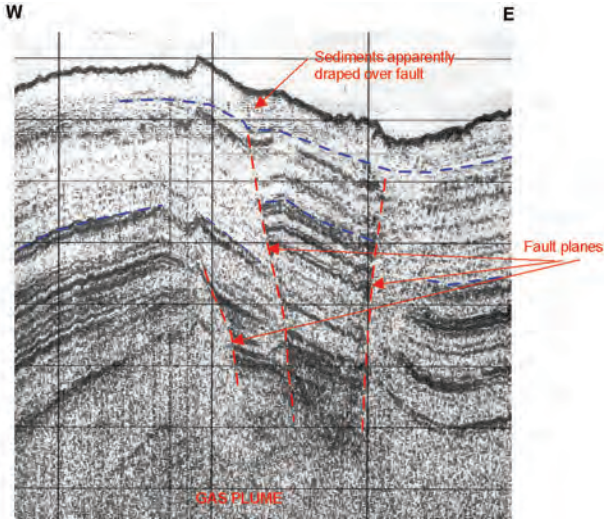 W
E
Sediments apparently
draped over fault
Fault planes
GAS PLUME